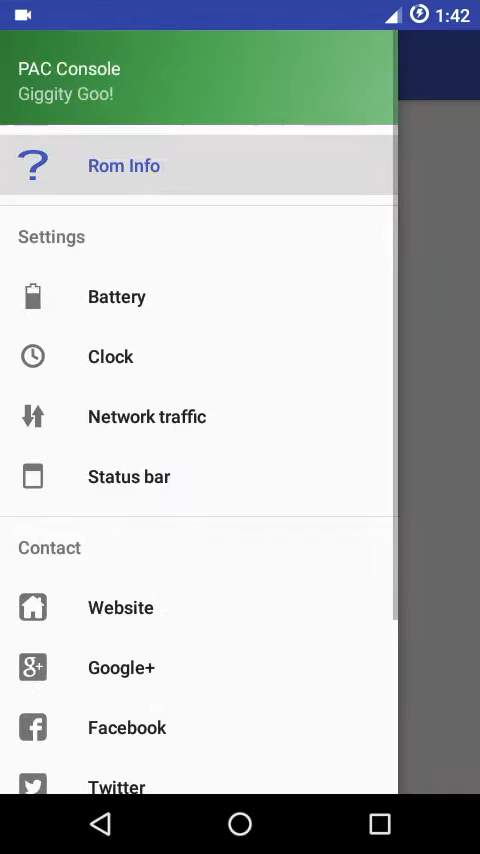 1:42
PAC Console
Giggity Goo!
Rom Info
Settings
Battery
Clock
Network traffic
Status bar
Contact
Website
Google+
Facebook
Twitter